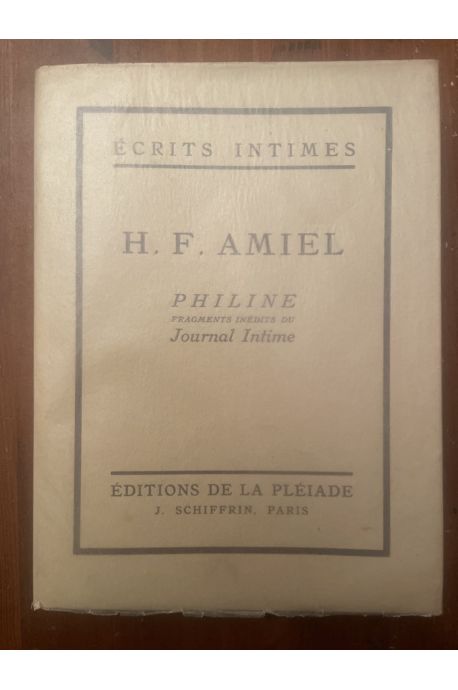 ÉCRITS INTIMES
H. F. AMIEL
PHILINE
FRAGMENTS INÉDITS DU
Journal Intime
ÉDITIONS DE LA PLÉIADE
J. SCHIFFRIN, PARIS